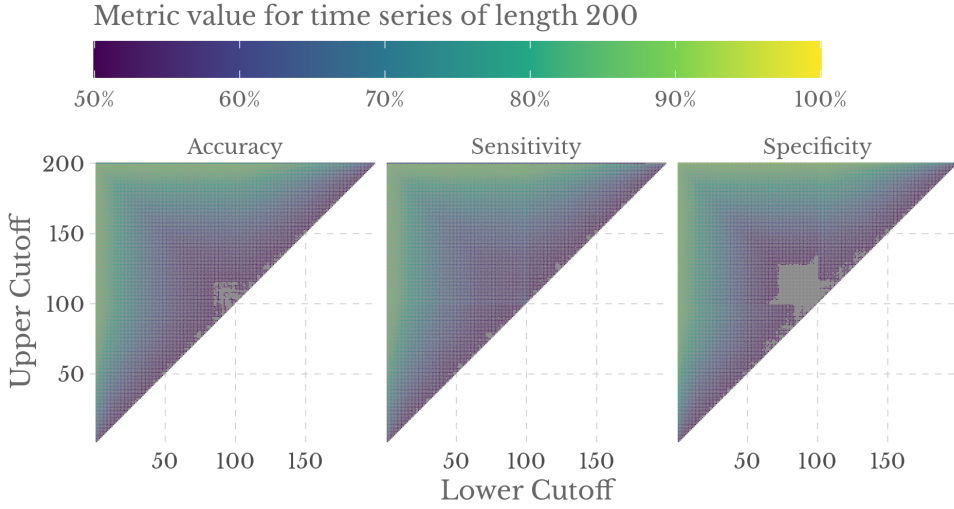 Metric value for time series of length 200
50% 60% 70% 80% 90% 100%
Accuracy Sensitivity Specificity
Upper Cutoff
200
150
100
50
50 100 150 50 100 150 50 100 150
Lower Cutoff